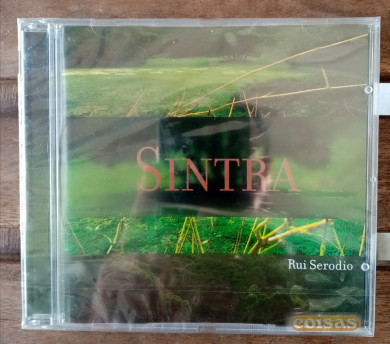 SINTRA
Rui Serodio
coisas